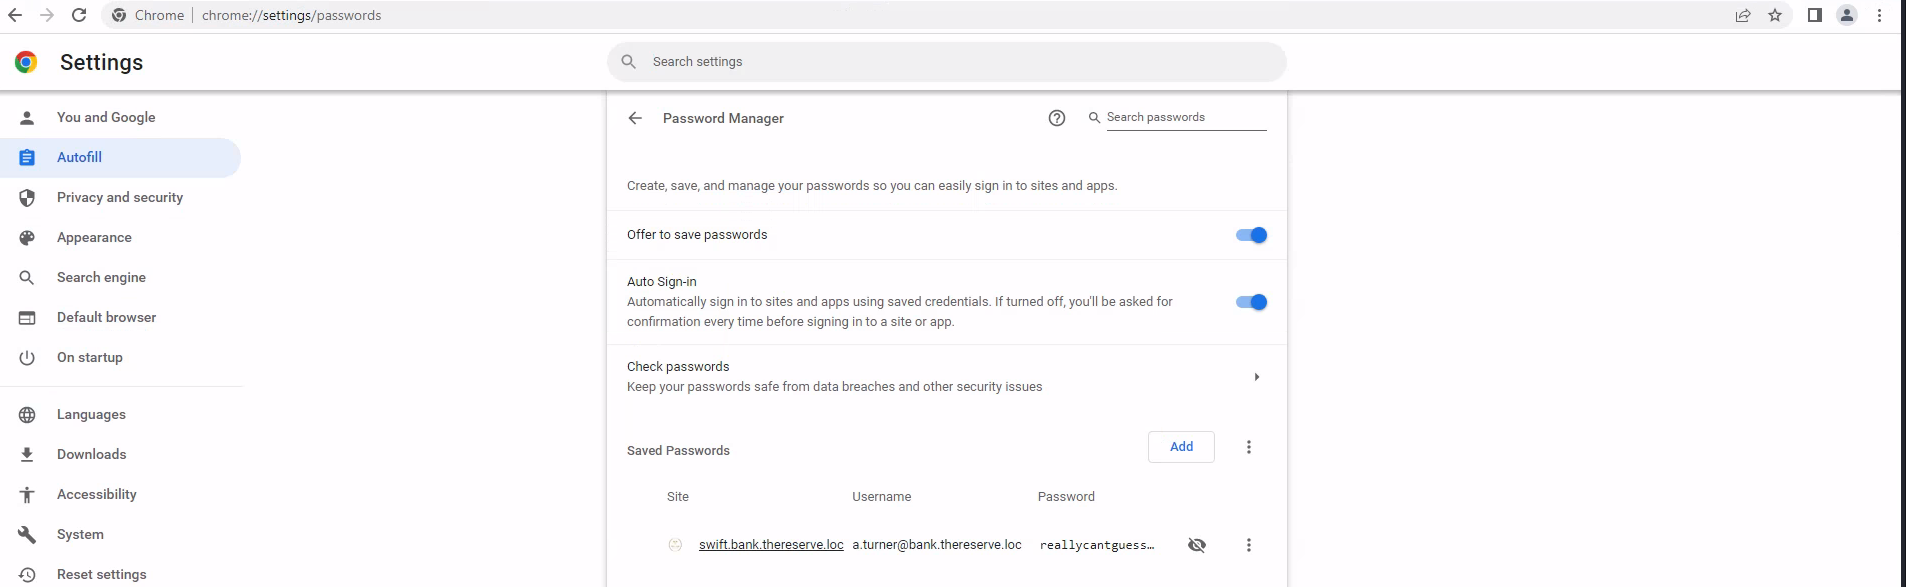 Chrome | chrome://settings/passwords
Settings
Search settings
You and Google
Autofill
Privacy and security
Appearance
Search engine
Default browser
On startup
Languages
Downloads
Accessibility
System
Reset settings
Password Manager
Search passwords
Create, save, and manage your passwords so you can easily sign in to sites and apps.
Offer to save passwords
Auto Sign-in
Automatically sign in to sites and apps using saved credentials. If turned off, you'll be asked for
confirmation every time before signing in to a site or app.
Check passwords
Keep your passwords safe from data breaches and other security issues
Saved Passwords
Add
Site Username Password
swift.bank.thereserve.loc a.turner@bank.thereserve.loc reallycantguess…